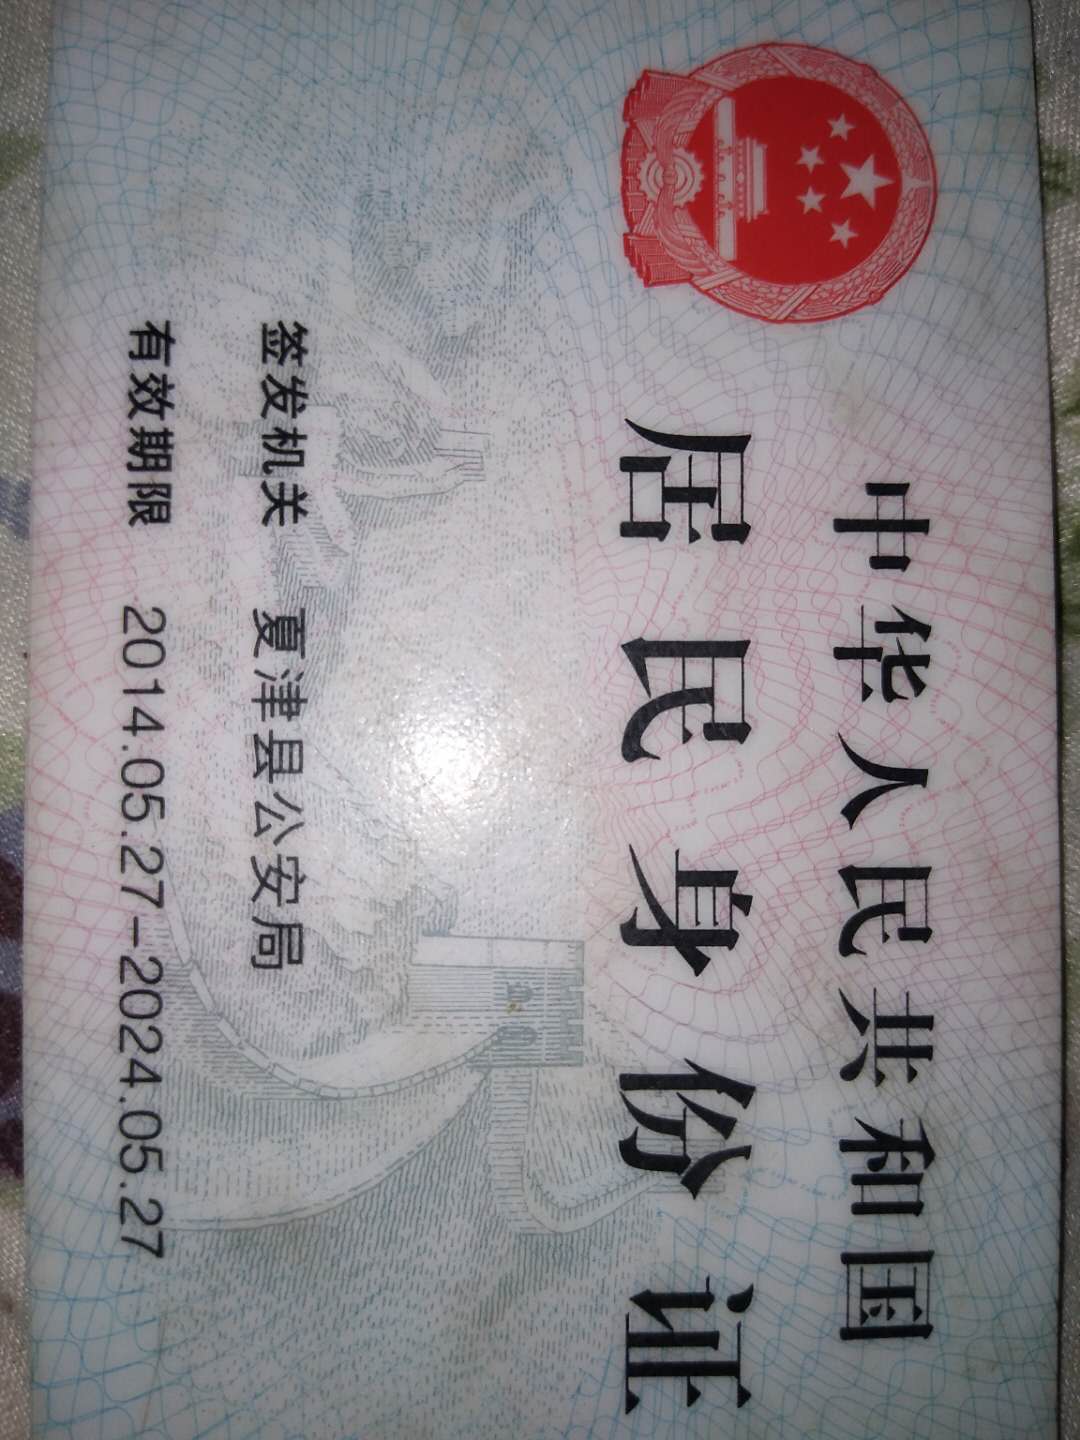 中华人民共和国
居民身份证
签发机关 夏津县公安局
有效期限 2014.05.27-2024.05.27